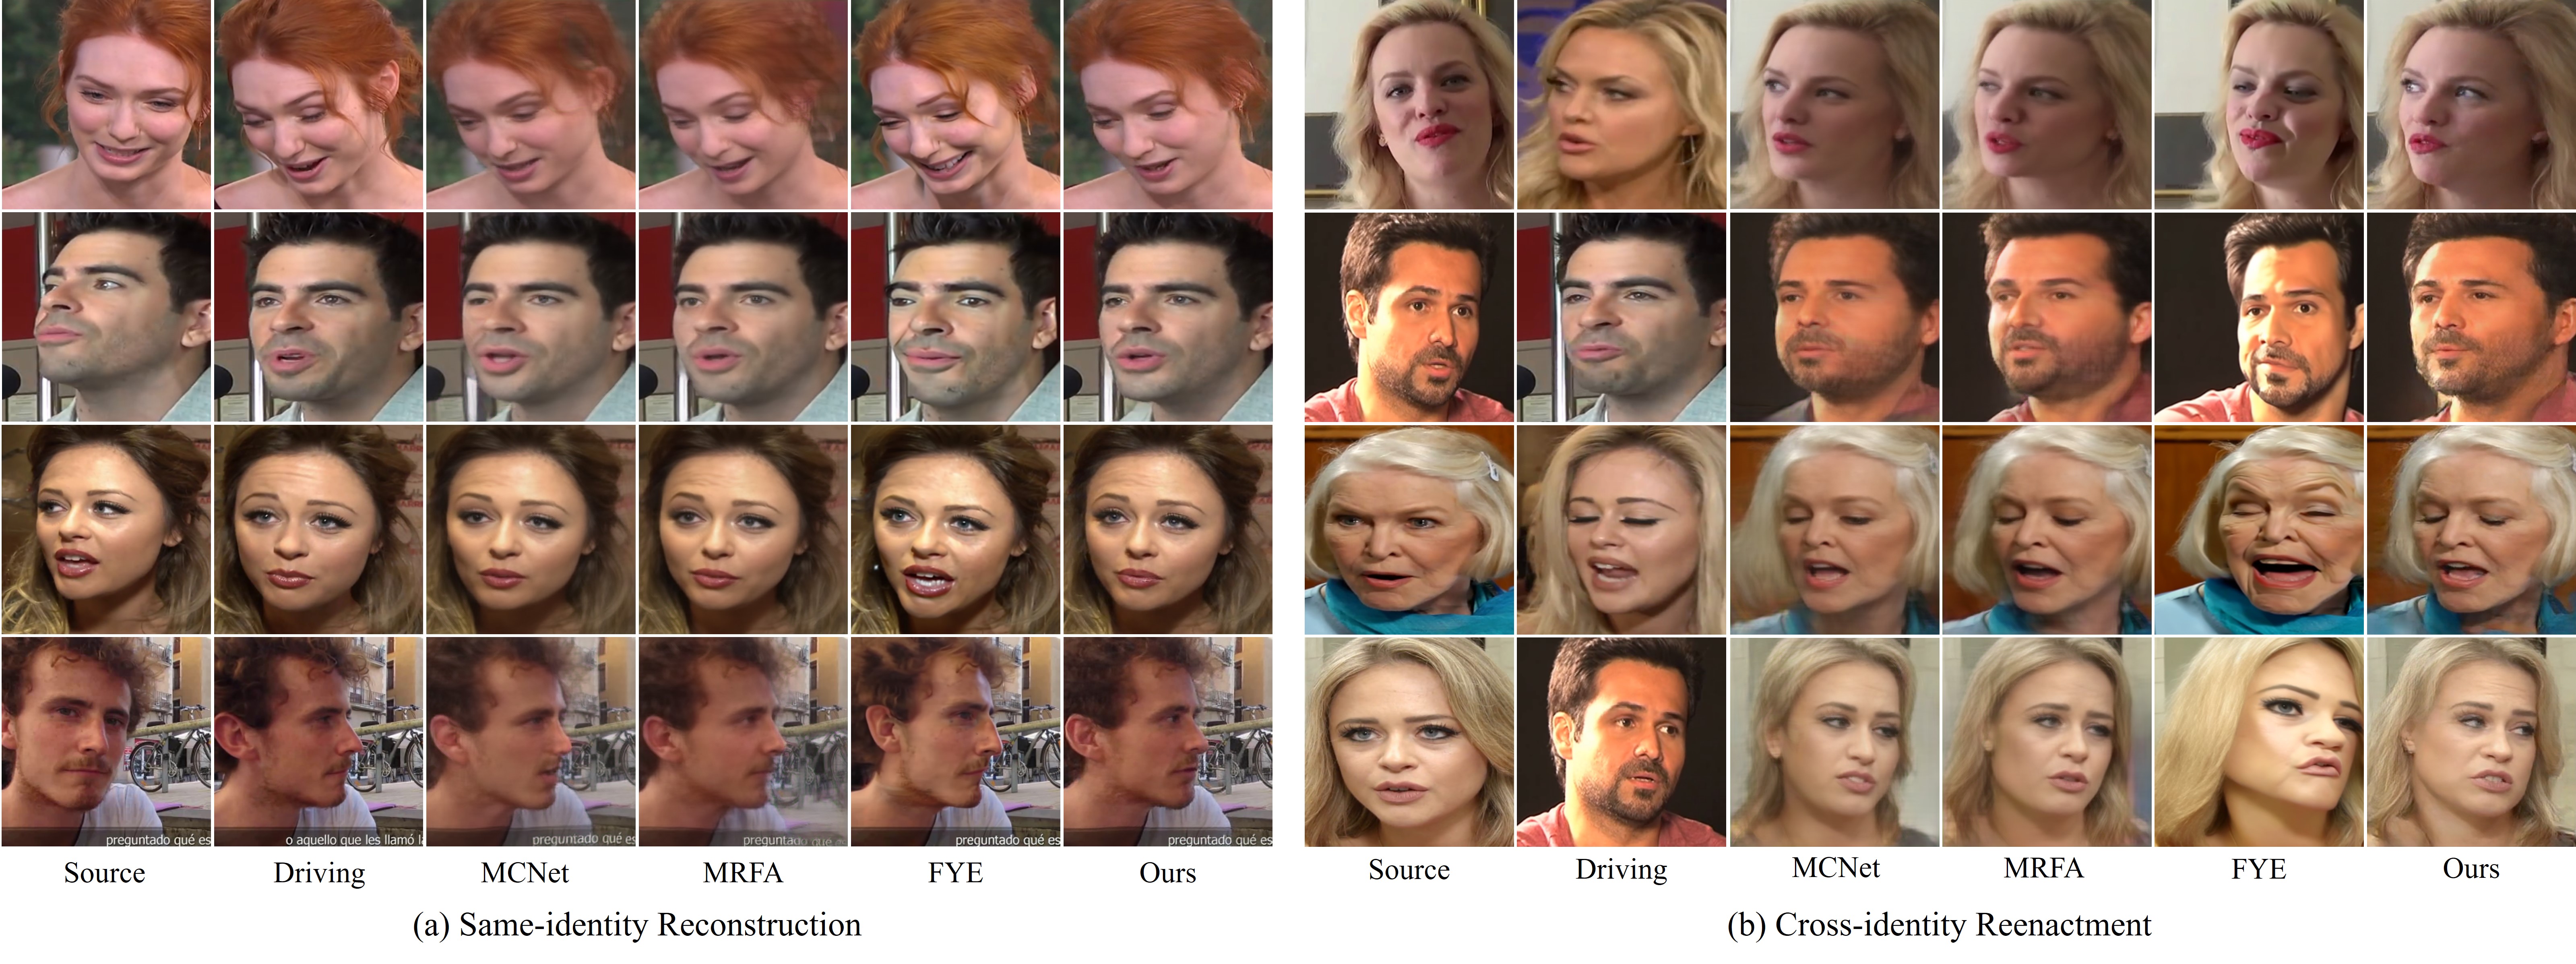 preguntado qué es
o aquello que les llamó l
preguntado qué es
preguntado qué e
preguntado qué es
preguntado qué es
Source Driving MCNet MRFA FYE Ours
Source Driving MCNet MRFA FYE Ours
(a) Same-identity Reconstruction
(b) Cross-identity Reenactment